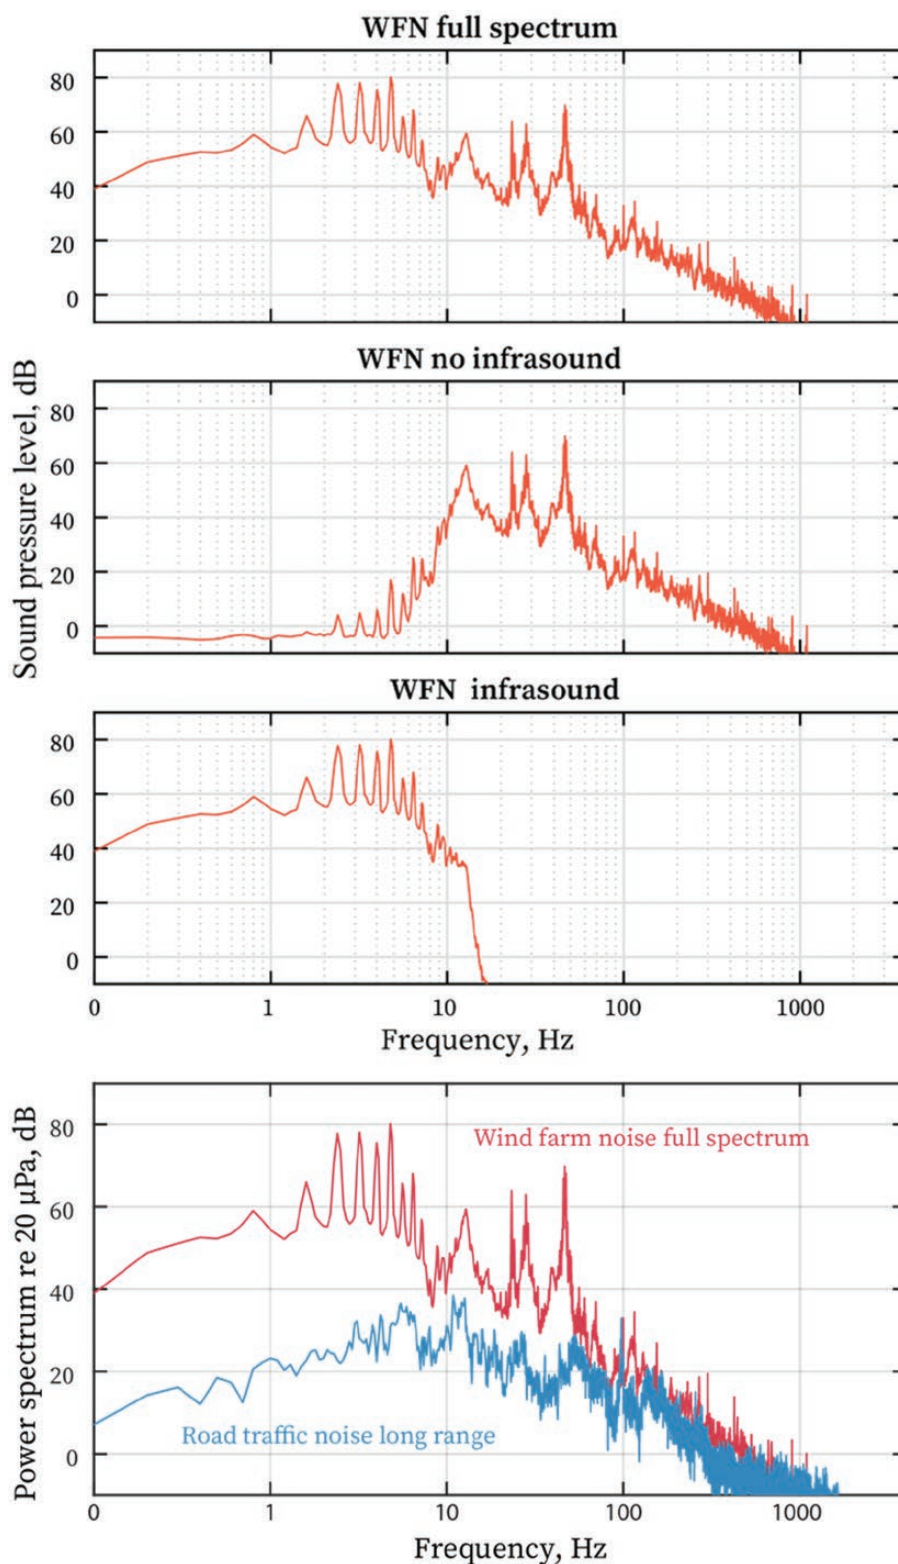 WFN full spectrum
80
60
40
20
0
WFN no infrasound
Sound pressure level, dB
80
60
40
20
0
WFN infrasound
80
60
40
20
0
0 1 10 100 1000
Frequency, Hz
Power spectrum re 20 μPa, dB
80
60
40
20
0
Wind farm noise full spectrum
Road traffic noise long range
0 1 10 100 1000
Frequency, Hz